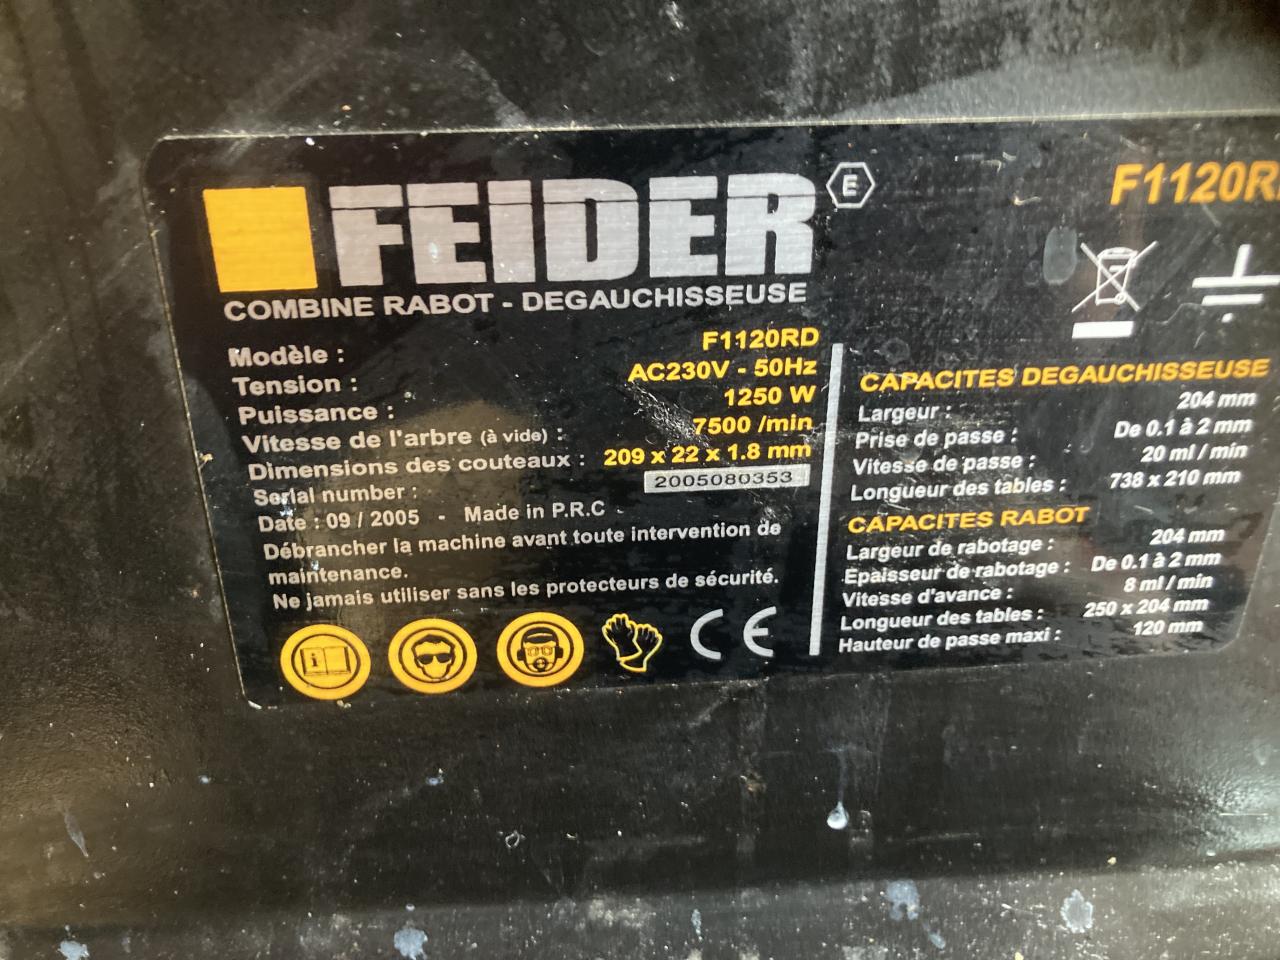 FEIDER
E
F1120R
COMBINE RABOT - DEGAUCHISSEUSE
Modèle : F1120RD
Tension : AC230V - 50Hz
Puissance : 1250 W
Vitesse de l'arbre (à vide) : 7500 /min
Dimensions des couteaux : 209 x 22 x 1.8 mm
Serial number : 2005080353
Date : 09 / 2005 - Made in P.R.C
Débrancher la machine avant toute intervention de
maintenance.
Ne jamais utiliser sans les protecteurs de sécurité.
i
CE
CAPACITES DEGAUCHISSEUSE
Largeur : 204 mm
Prise de passe : De 0.1 à 2 mm
Vitesse de passe : 20 ml / min
Longueur des tables : 738 x 210 mm
CAPACITES RABOT
Largeur de rabotage : 204 mm
Epaisseur de rabotage : De 0.1 à 2 mm
Vitesse d'avance : 8 ml / min
Longueur des tables : 250 x 204 mm
Hauteur de passe maxi : 120 mm